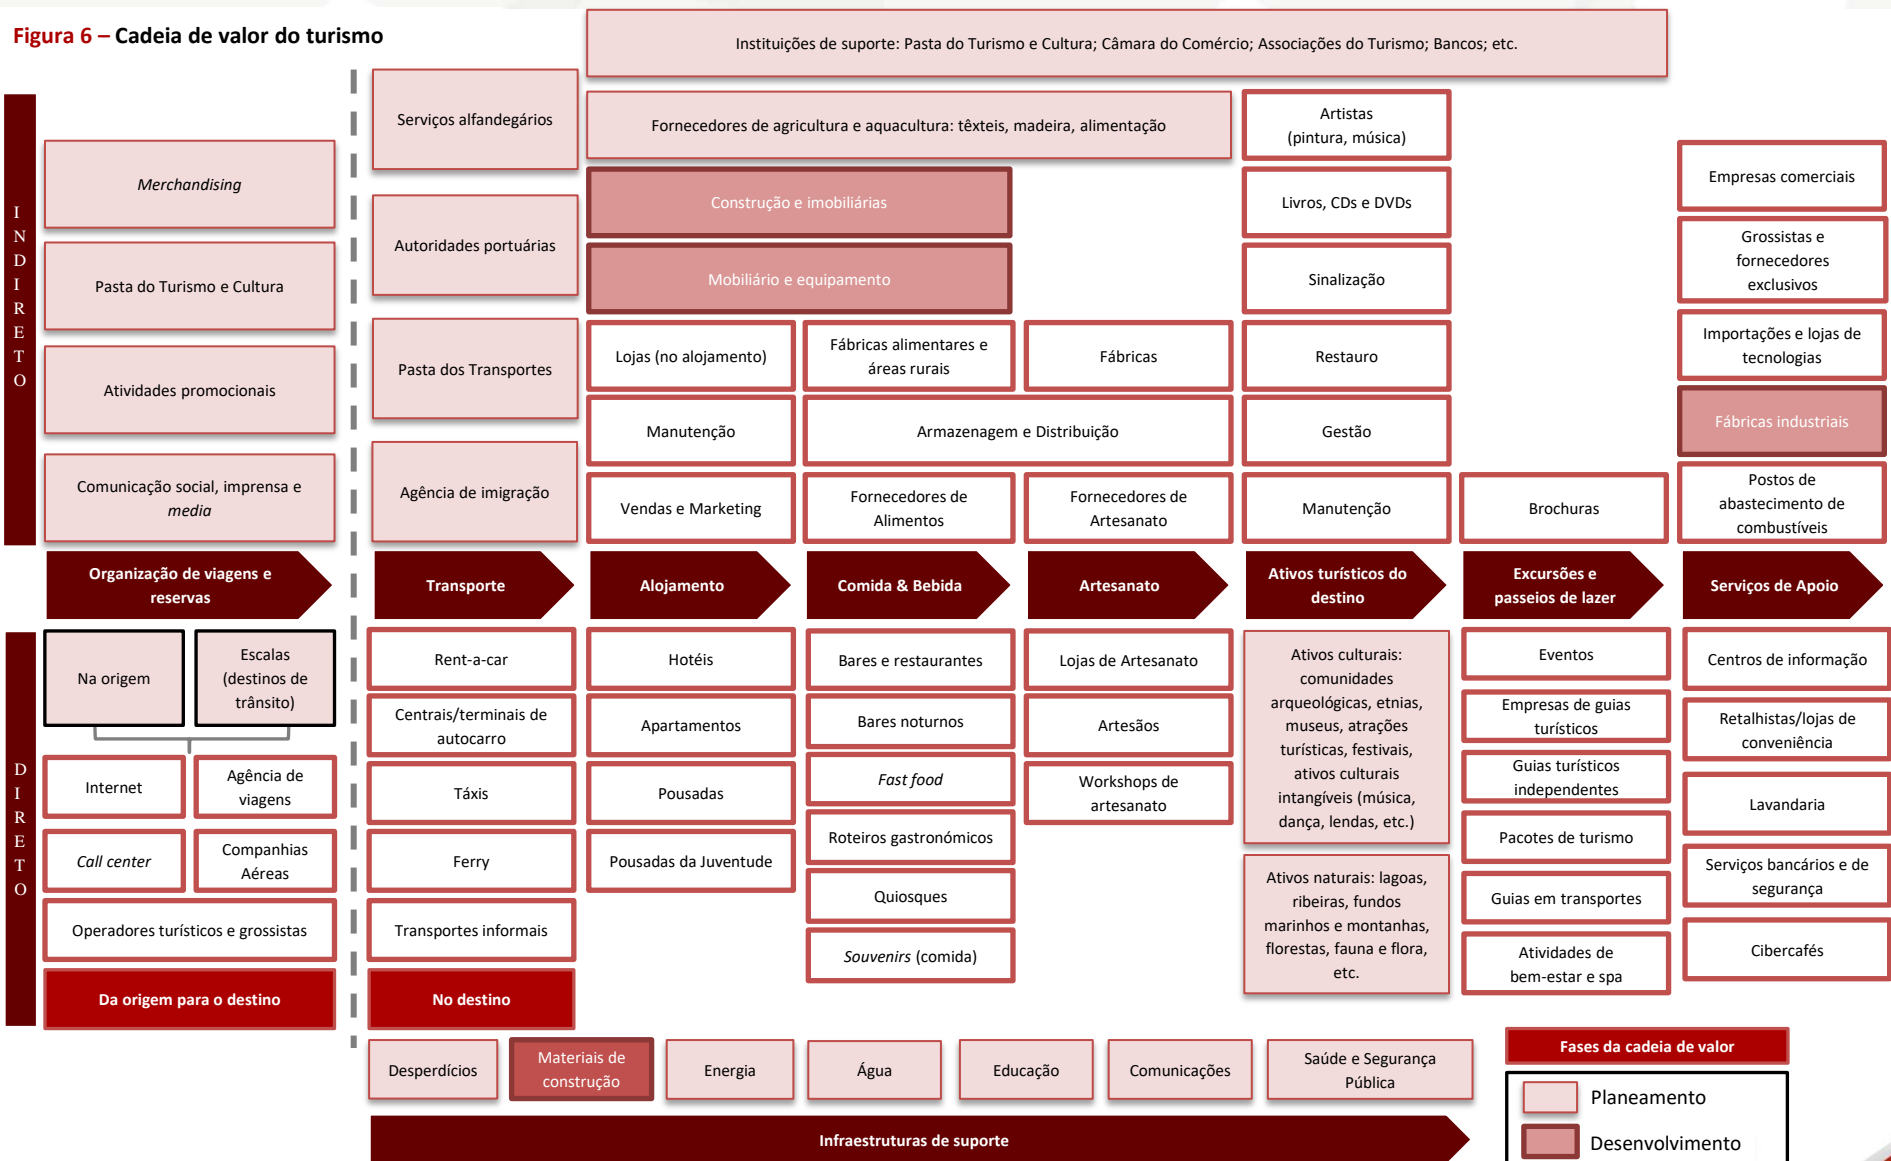 Figura 6 – Cadeia de valor do turismo
Instituições de suporte: Pasta do Turismo e Cultura; Câmara do Comércio; Associações do Turismo; Bancos; etc.
INDIRETO
Merchandising
Pasta do Turismo e Cultura
Atividades promocionais
Comunicação social, imprensa e
media
Serviços alfandegários
Autoridades portuárias
Pasta dos Transportes
Agência de imigração
Fornecedores de agricultura e aquacultura: têxteis, madeira, alimentação
Construção e imobiliárias
Mobiliário e equipamento
Lojas (no alojamento)
Fábricas alimentares e
áreas rurais
Fábricas
Manutenção
Armazenagem e Distribuição
Vendas e Marketing
Fornecedores de
Alimentos
Fornecedores de
Artesanato
Artistas
(pintura, música)
Livros, CDs e DVDs
Sinalização
Restauro
Gestão
Manutenção
Brochuras
Empresas comerciais
Grossistas e
fornecedores
exclusivos
Importações e lojas de
tecnologias
Fábricas industriais
Postos de
abastecimento de
combustíveis
Organização de viagens e
reservas
Transporte
Alojamento
Comida & Bebida
Artesanato
Ativos turísticos do
destino
Excursões e
passeios de lazer
Serviços de Apoio
DIRETO
Na origem
Escalas
(destinos de
trânsito)
Internet
Agência de
viagens
Call center
Companhias
Aéreas
Operadores turísticos e grossistas
Da origem para o destino
Rent-a-car
Centrais/terminais de
autocarro
Táxis
Ferry
Transportes informais
No destino
Hotéis
Apartamentos
Pousadas
Pousadas da Juventude
Bares e restaurantes
Bares noturnos
Fast food
Roteiros gastronómicos
Quiosques
Souvenirs (comida)
Lojas de Artesanato
Artesãos
Workshops de
artesanato
Ativos culturais:
comunidades
arqueológicas, etnias,
museus, atrações
turísticas, festivais,
ativos culturais
intangíveis (música,
dança, lendas, etc.)
Ativos naturais: lagoas,
ribeiras, fundos
marinhos e montanhas,
florestas, fauna e flora,
etc.
Eventos
Empresas de guias
turísticos
Guias turísticos
independentes
Pacotes de turismo
Guias em transportes
Atividades de
bem-estar e spa
Centros de informação
Retalhistas/lojas de
conveniência
Lavandaria
Serviços bancários e de
segurança
Cibercafés
Desperdícios
Materiais de
construção
Energia
Água
Educação
Comunicações
Saúde e Segurança
Pública
Infraestruturas de suporte
Fases da cadeia de valor
Planeamento
Desenvolvimento